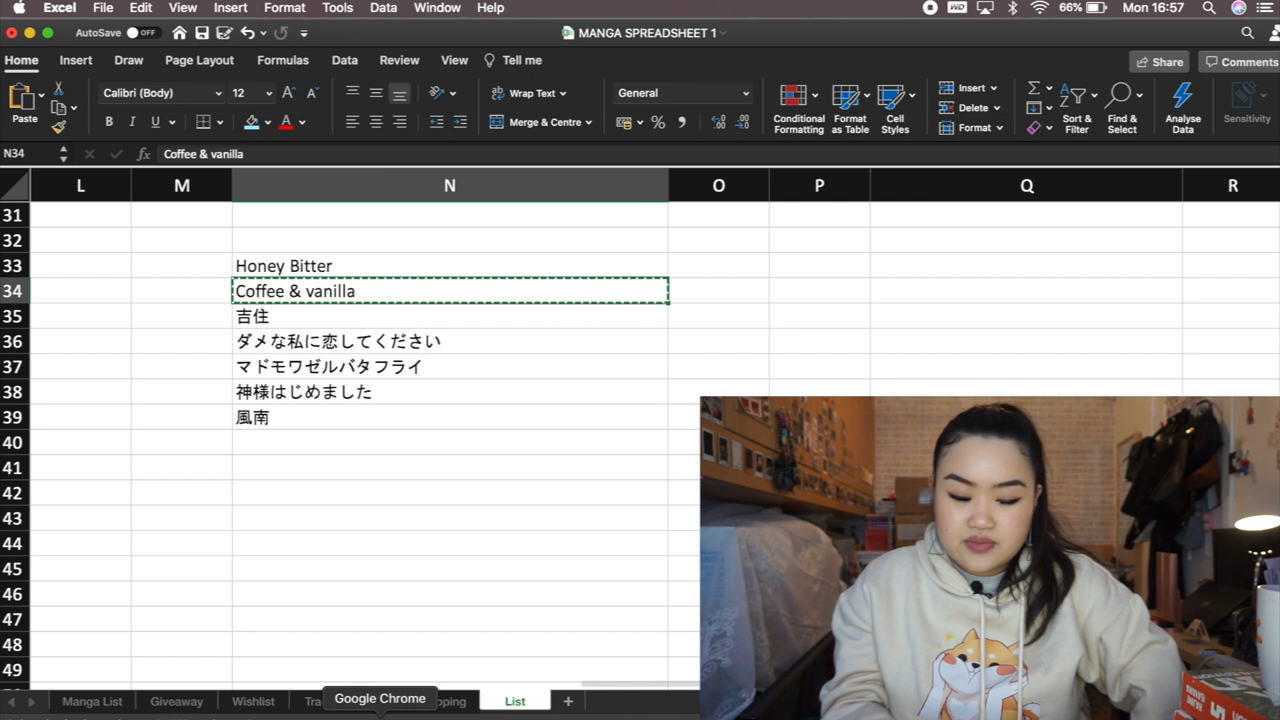 Excel File Edit View Insert Format Tools Data Window Help 66% Mon 16:57
AutoSave OFF MANGA SPREADSHEET 1
Home Insert Draw Page Layout Formulas Data Review View Tell me Share Comments
Paste Calibri (Body) 12 Wrap Text General Conditional Formatting Format as Table Cell Styles Insert Sort & Filter Find & Select Analyse Data Sensitivity
Delete
B I U Merge & Centre Format
N34 fx Coffee & vanilla
L M N O P Q R
31
32
33 Honey Bitter
34 Coffee & vanilla
35 吉住
36 ダメな私に恋してください
37 マドモワゼルバタフライ
38 神様はじめました
39 風南
40
41
42
43
44
45
46
47
48
49
Manga List Giveaway Wishlist Google Chrome List